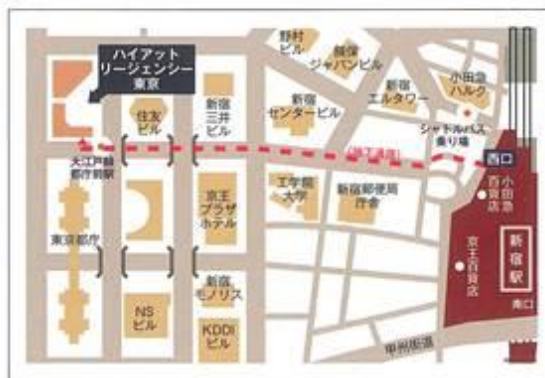 ハイアット
リージェンシー
東京
野村
ビル
損保
ジャパンビル
新宿
エルタワー
小田急
ハルク
住友
ビル
新宿
三井
ビル
新宿
センタービル
シャトルバス
乗り場
大江戸線
都庁前駅
西口
小田急
百貨店
東京都庁
京王
プラザ
ホテル
工学院
大学
新宿郵便局
庁舎
京王百貨店
新宿駅
南口
NS
ビル
新宿
モノリス
KDDI
ビル
甲州街道